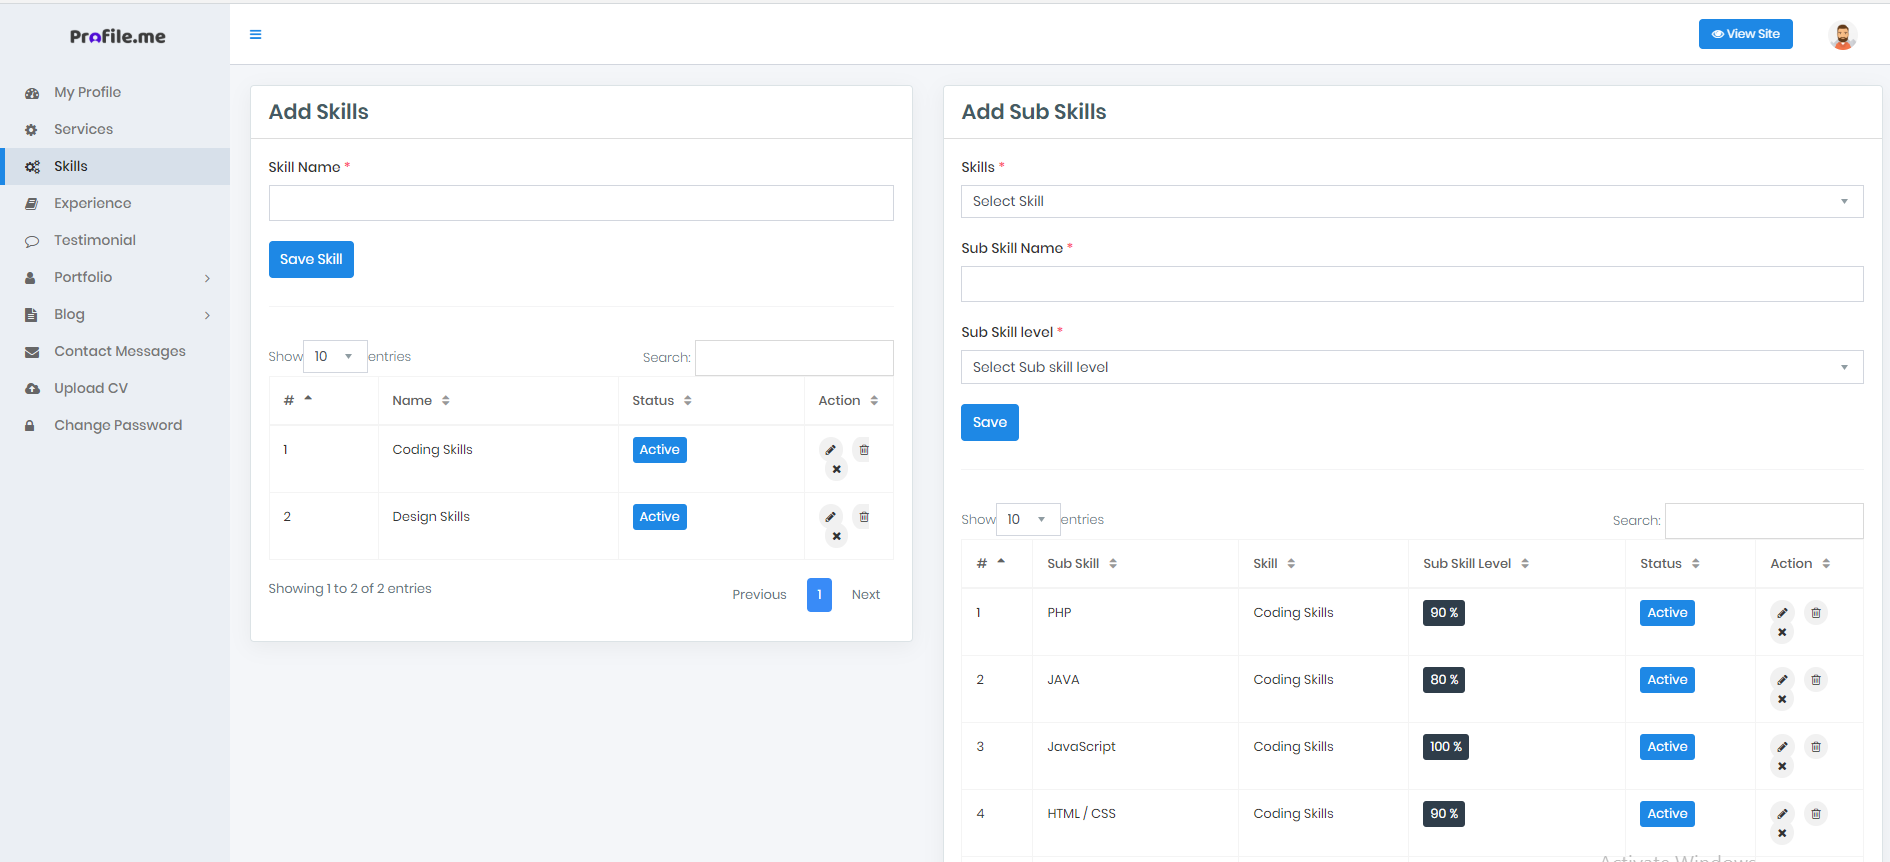 Profile.me
View Site
My Profile
Services
Skills
Experience
Testimonial
Portfolio
Blog
Contact Messages
Upload CV
Change Password
Add Skills
Skill Name *
Save Skill
Show 10 entries
Search:
# Name Status Action
1 Coding Skills Active
2 Design Skills Active
Showing 1 to 2 of 2 entries
Previous 1 Next
Add Sub Skills
Skills *
Select Skill
Sub Skill Name *
Sub Skill level *
Select Sub skill level
Save
Show 10 entries
Search:
# Sub Skill Skill Sub Skill Level Status Action
1 PHP Coding Skills 90 % Active
2 JAVA Coding Skills 80 % Active
3 JavaScript Coding Skills 100 % Active
4 HTML / CSS Coding Skills 90 % Active
Activate Windows